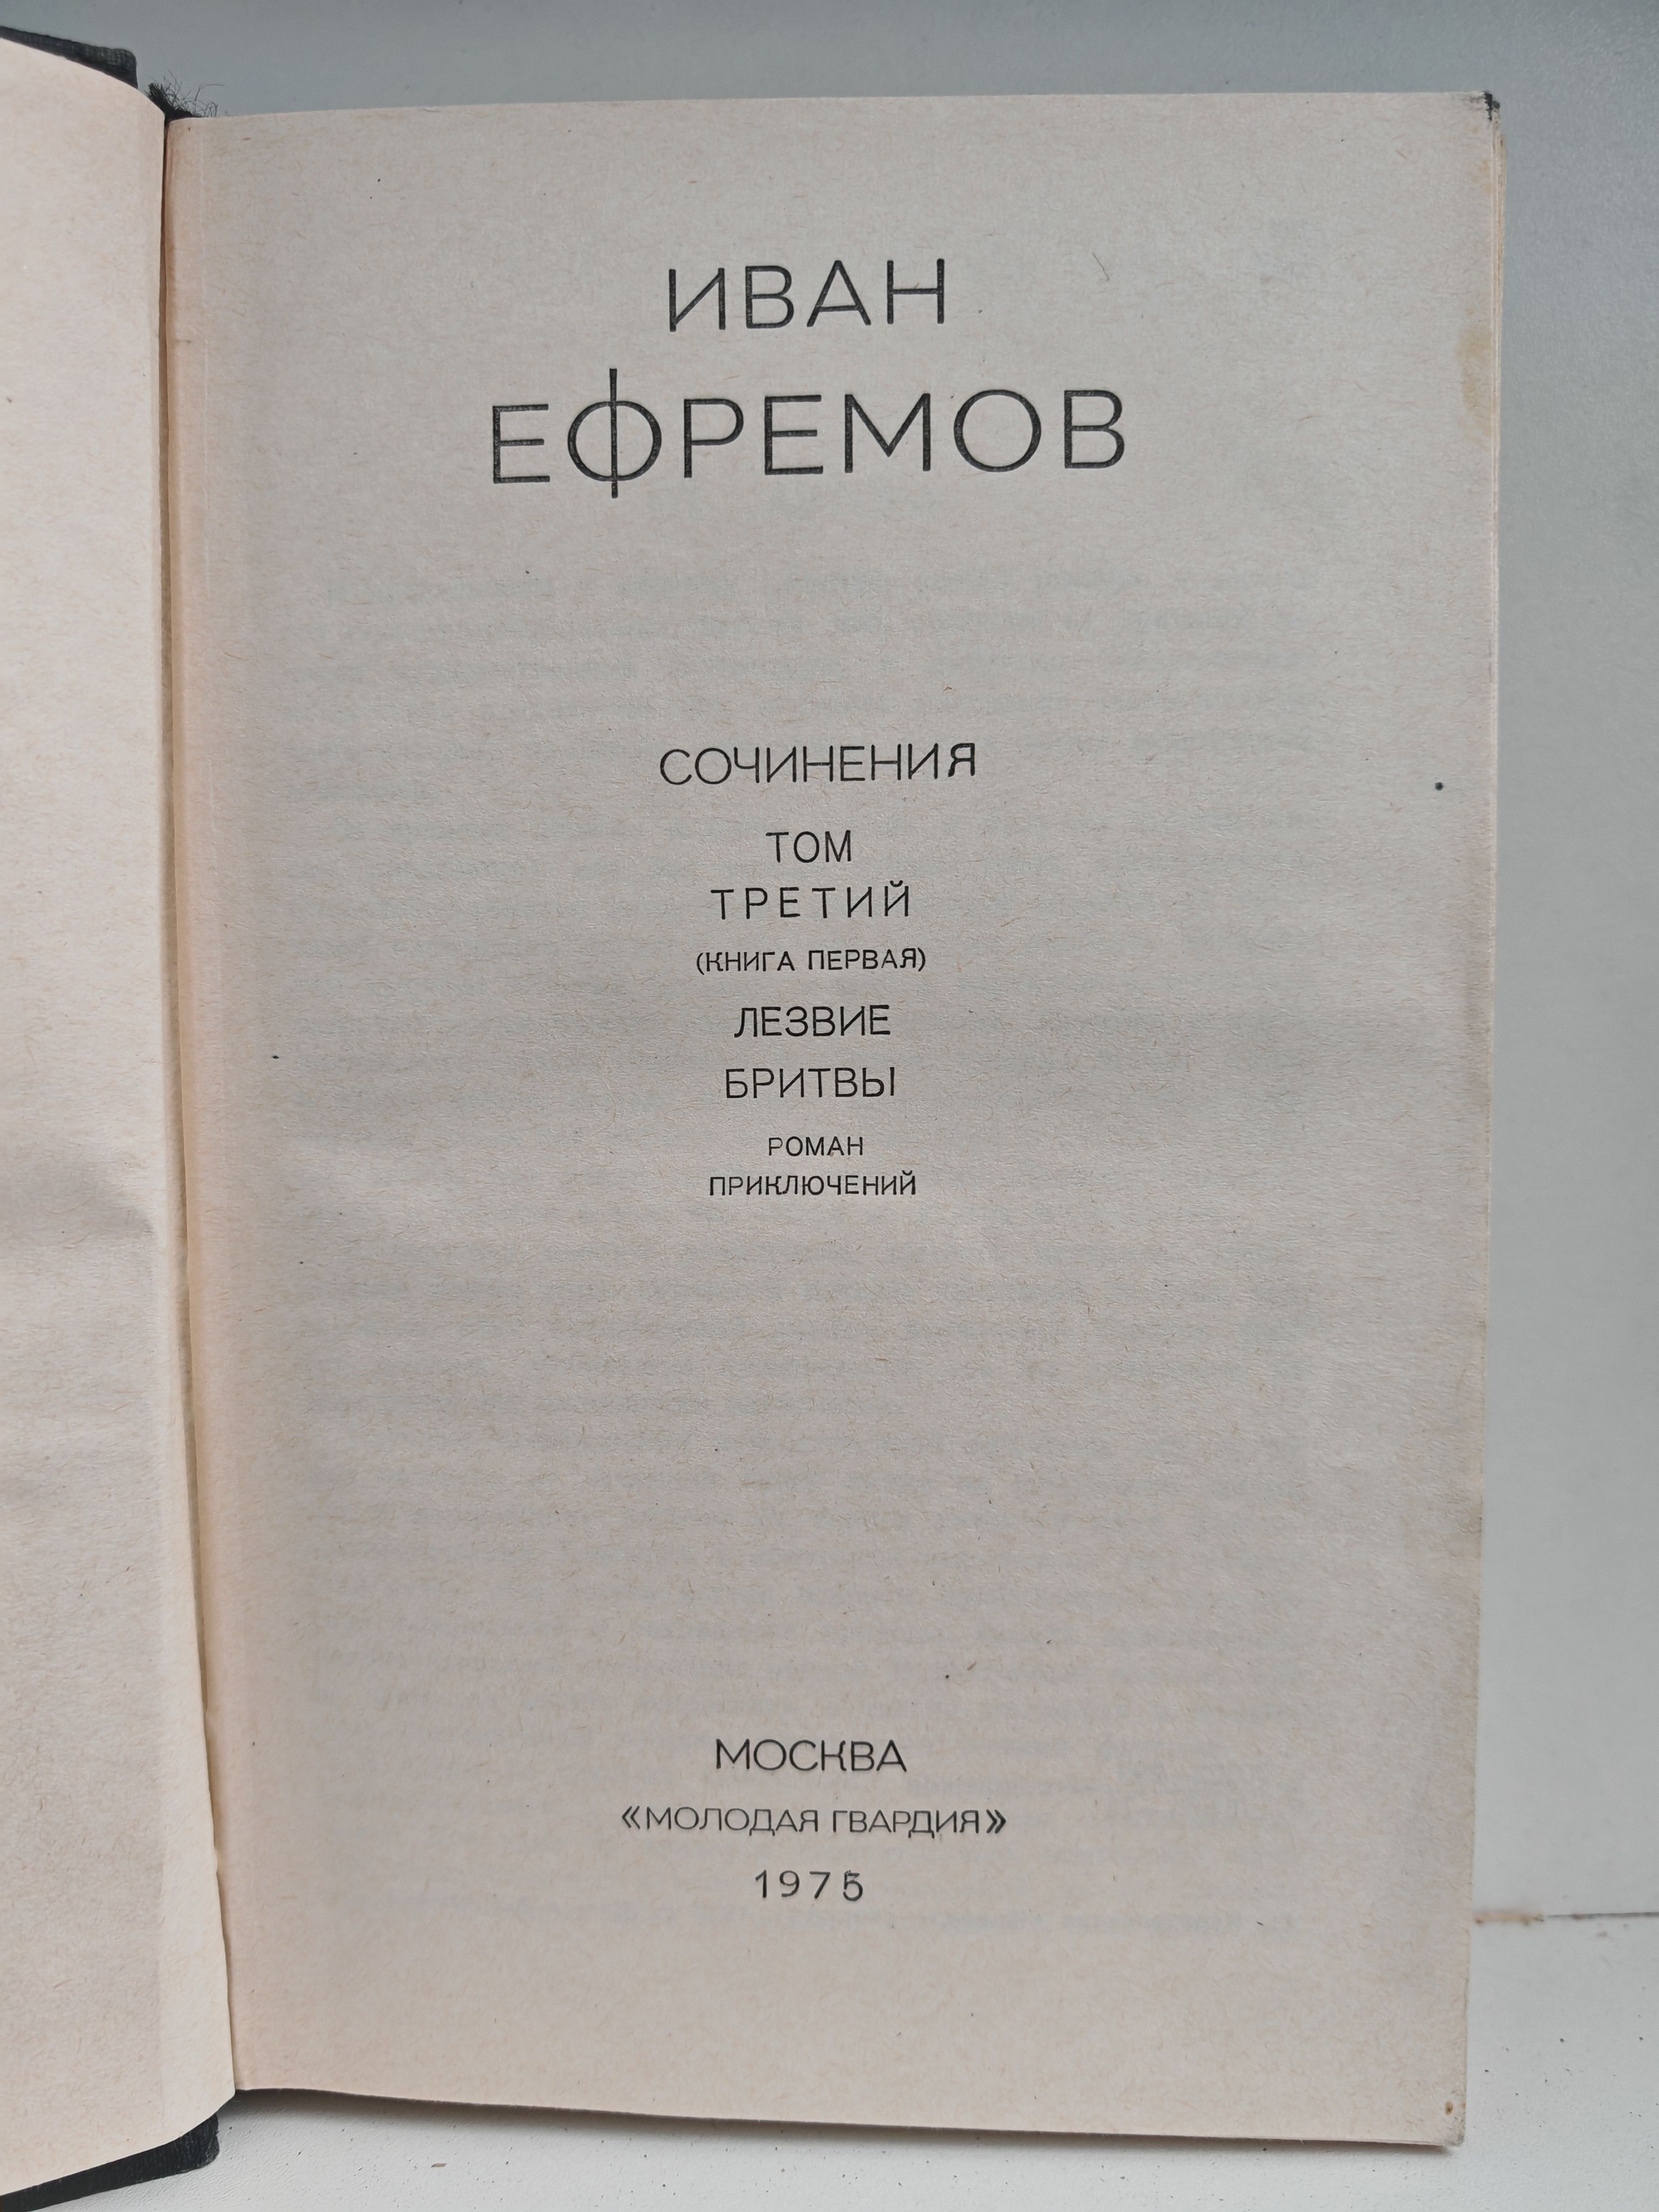 ИВАН
ЕФРЕМОВ
СОЧИНЕНИЯ
ТОМ
ТРЕТИЙ
(КНИГА ПЕРВАЯ)
ЛЕЗВИЕ
БРИТВЫ
РОМАН
ПРИКЛЮЧЕНИЙ
МОСКВА
«МОЛОДАЯ ГВАРДИЯ»
1975